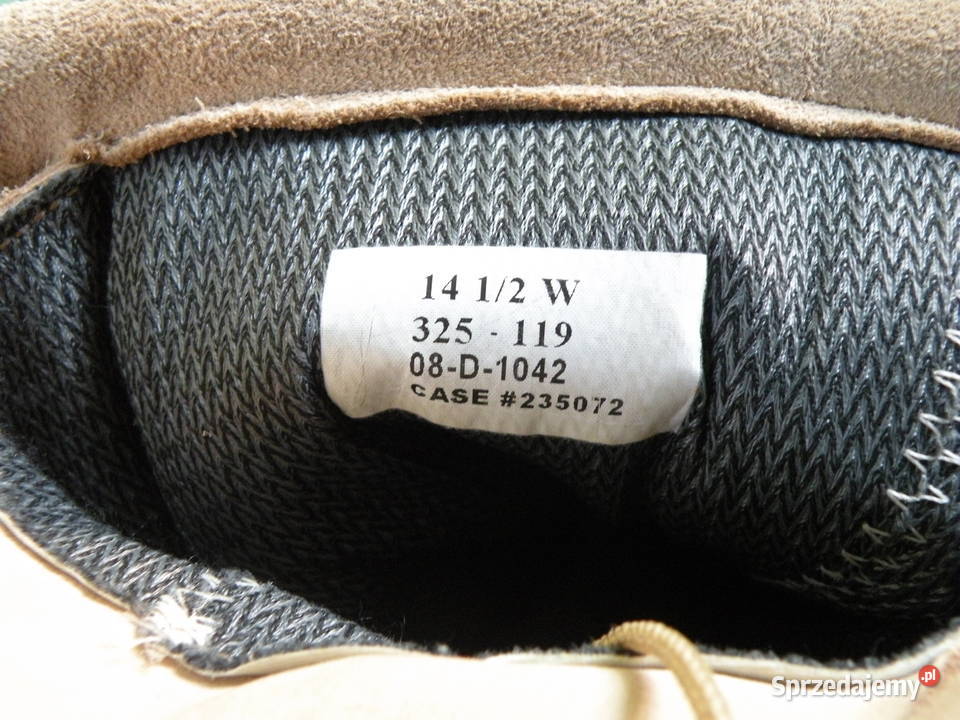 14 1/2 W
325 - 119
08-D-1042
CASE #235072
Sprzedajemy.pl